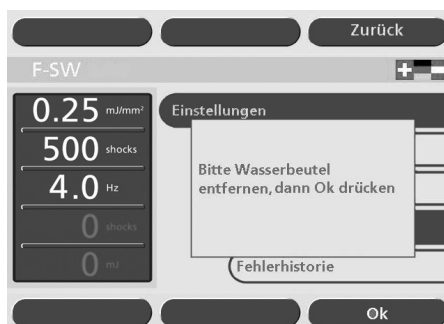 Zurück
F-SW
0.25 mJ/mm²
500 shocks
4.0 Hz
0 shocks
0 mJ
Einstellungen
Bitte Wasserbeutel
entfernen, dann Ok drücken
Fehlerhistorie
Ok